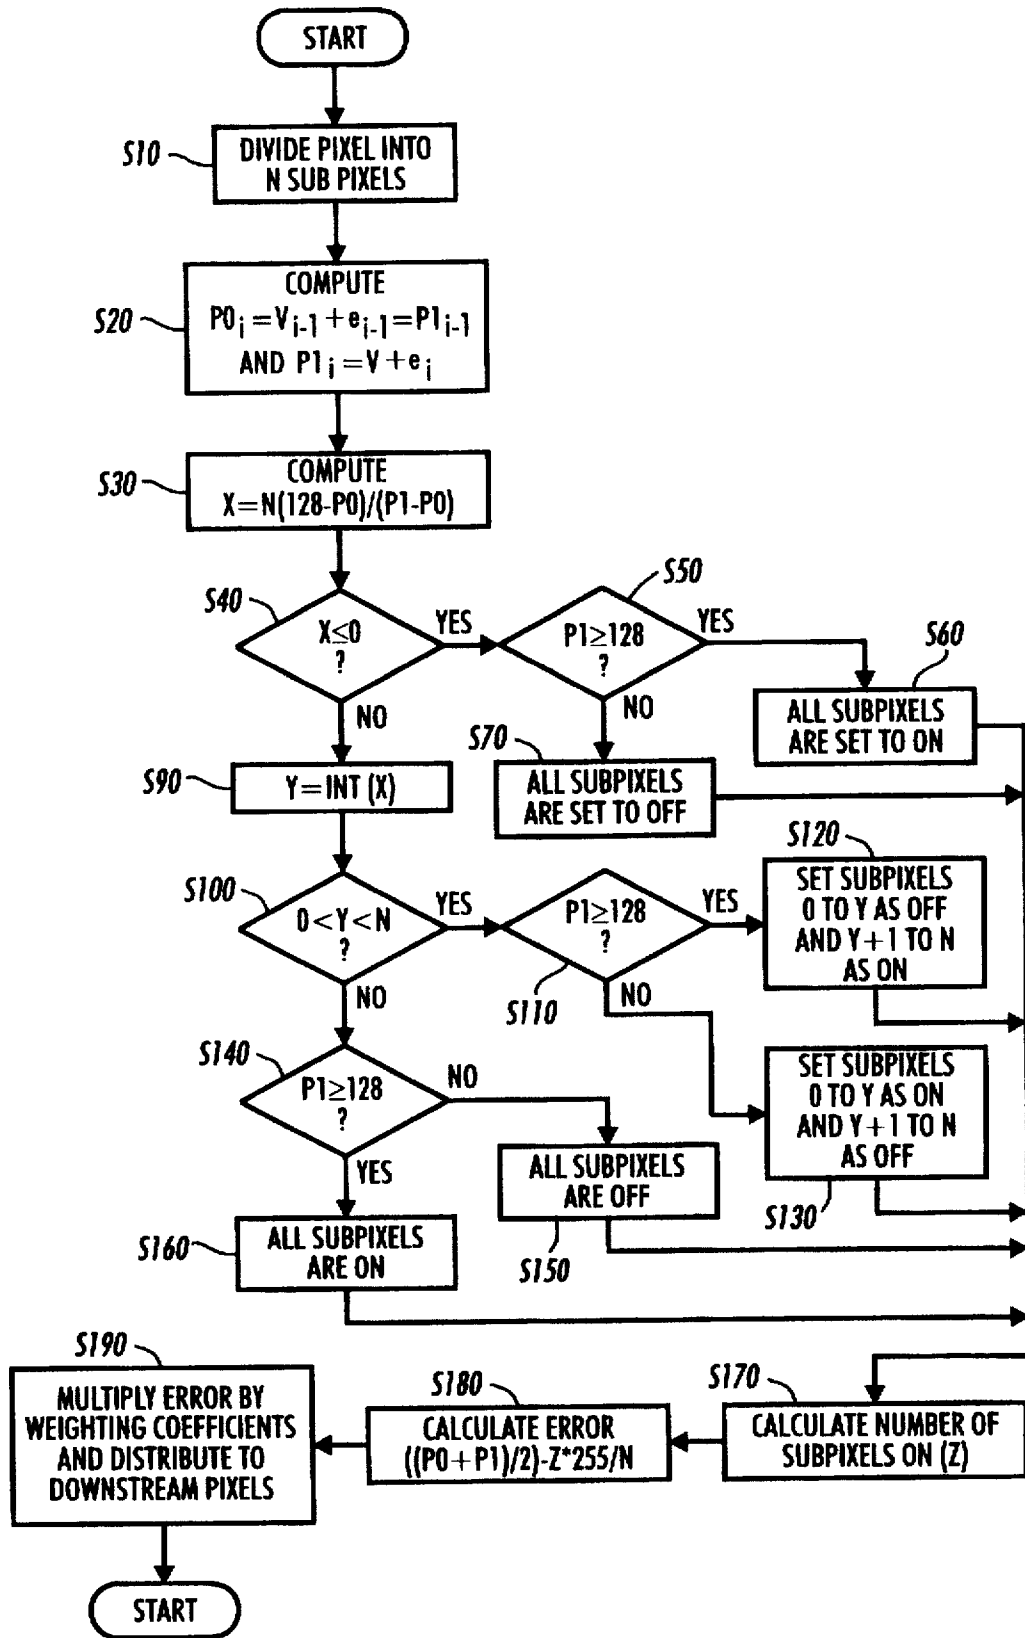 START
S10
DIVIDE PIXEL INTO
N SUB PIXELS
S20
COMPUTE
P0i=Vi-1+ei-1=P1i-1
AND P1i=V+ei
S30
COMPUTE
X=N(128-P0)/(P1-P0)
S40
X≤0
?
YES
NO
S50
P1≥128
?
YES
NO
S60
ALL SUBPIXELS
ARE SET TO ON
S70
ALL SUBPIXELS
ARE SET TO OFF
S90
Y=INT (X)
S100
0<Y<N
?
YES
NO
S110
P1≥128
?
YES
NO
S120
SET SUBPIXELS
0 TO Y AS OFF
AND Y+1 TO N
AS ON
S130
SET SUBPIXELS
0 TO Y AS ON
AND Y+1 TO N
AS OFF
S140
P1≥128
?
NO
YES
S150
ALL SUBPIXELS
ARE OFF
S160
ALL SUBPIXELS
ARE ON
S170
CALCULATE NUMBER OF
SUBPIXELS ON (Z)
S180
CALCULATE ERROR
((P0+P1)/2)-Z*255/N
S190
MULTIPLY ERROR BY
WEIGHTING COEFFICIENTS
AND DISTRIBUTE TO
DOWNSTREAM PIXELS
START